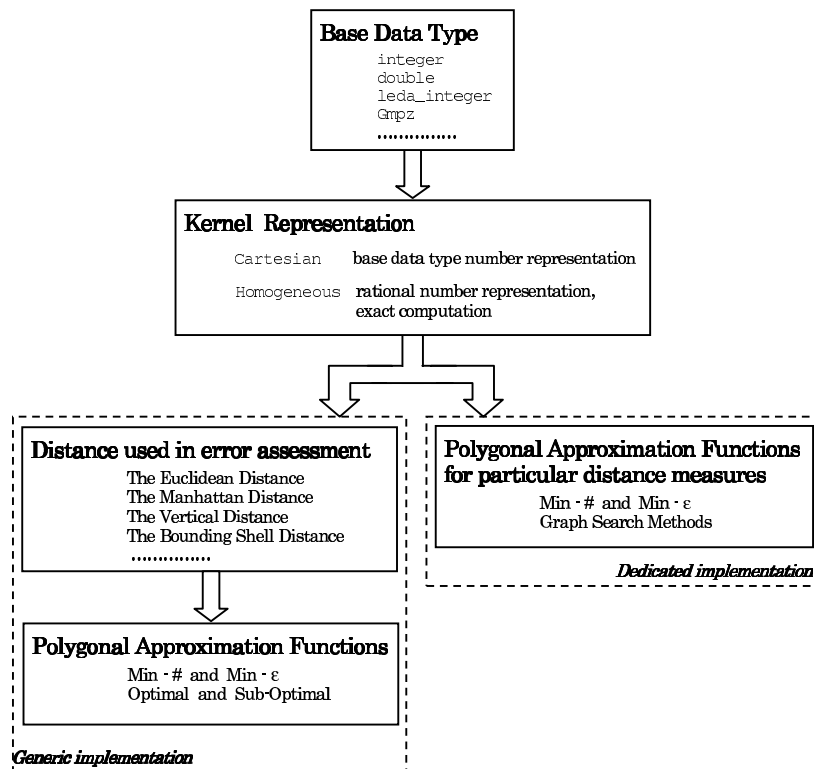 Base Data Type
integer
double
leda_integer
Gmpz
...............
Kernel Representation
Cartesian base data type number representation
Homogeneous rational number representation,
exact computation
Distance used in error assessment
The Euclidean Distance
The Manhattan Distance
The Vertical Distance
The Bounding Shell Distance
...............
Polygonal Approximation Functions
Min - # and Min - ε
Optimal and Sub-Optimal
Generic implementation
Polygonal Approximation Functions
for particular distance measures
Min - # and Min - ε
Graph Search Methods
Dedicated implementation